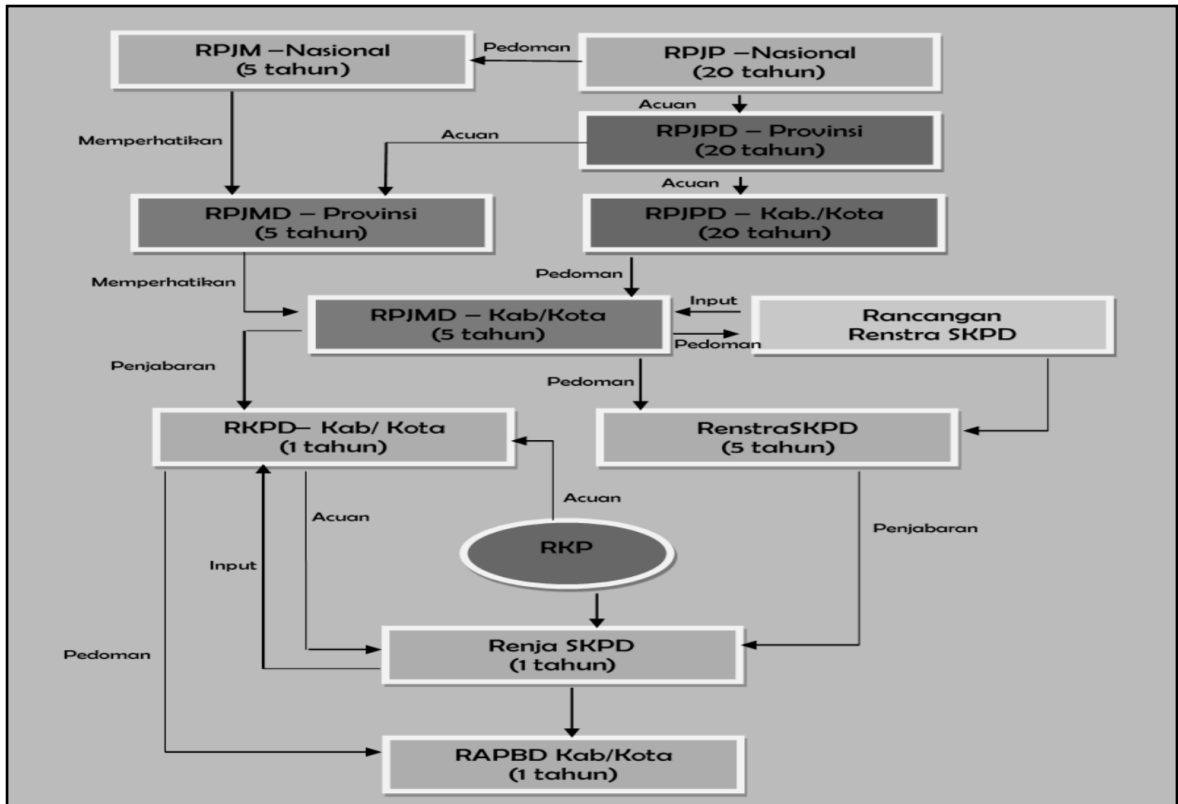 RPJM –Nasional
(5 tahun)
Pedoman
RPJP –Nasional
(20 tahun)
Acuan
Memperhatikan
Acuan
RPJPD – Provinsi
(20 tahun)
Acuan
RPJMD – Provinsi
(5 tahun)
RPJPD – Kab./Kota
(20 tahun)
Memperhatikan
Pedoman
RPJMD – Kab/Kota
(5 tahun)
Input
Pedoman
Rancangan
Renstra SKPD
Penjabaran
Pedoman
RKPD– Kab/ Kota
(1 tahun)
RenstraSKPD
(5 tahun)
Acuan
Acuan
Penjabaran
RKP
Input
Renja SKPD
(1 tahun)
Pedoman
RAPBD Kab/Kota
(1 tahun)